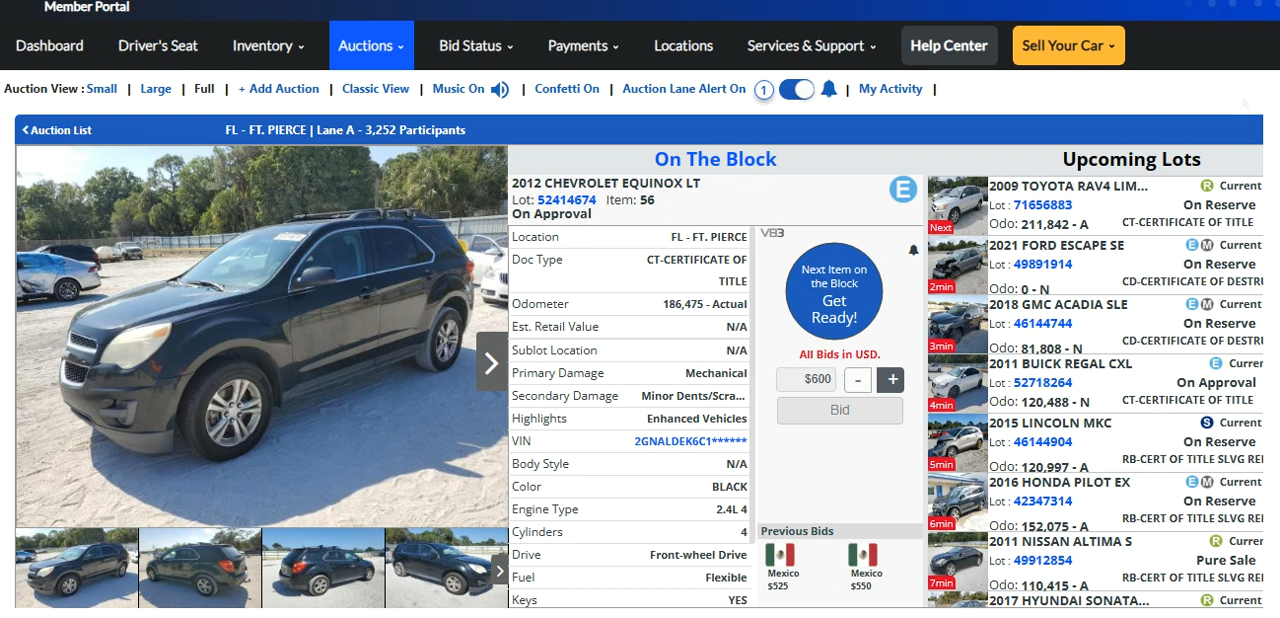 Member Portal
Dashboard Driver's Seat Inventory Auctions Bid Status Payments Locations Services & Support Help Center Sell Your Car
Auction View : Small | Large | Full | + Add Auction | Classic View | Music On | Confetti On | Auction Lane Alert On 1 | My Activity |
Auction List FL - FT. PIERCE | Lane A - 3,252 Participants
On The Block
2012 CHEVROLET EQUINOX LT
E
Lot: 52414674 Item: 56
On Approval
Location FL - FT. PIERCE
Doc Type CT-CERTIFICATE OF
TITLE
Odometer 186,475 - Actual
Est. Retail Value N/A
Sublot Location N/A
Primary Damage Mechanical
Secondary Damage Minor Dents/Scra...
Highlights Enhanced Vehicles
VIN 2GNALDEK6C1******
Body Style N/A
Color BLACK
Engine Type 2.4L 4
Cylinders 4
Drive Front-wheel Drive
Fuel Flexible
Keys YES
VB3
Next Item on
the Block
Get
Ready!
All Bids in USD.
$600 - +
Bid
Previous Bids
Mexico Mexico
$525 $550
Upcoming Lots
2009 TOYOTA RAV4 LIM... R Current
Lot : 71656883 On Reserve
Next Odo: 211,842 - A CT-CERTIFICATE OF TITLE
2021 FORD ESCAPE SE E M Current
Lot : 49891914 On Reserve
2min Odo: 0 - N CD-CERTIFICATE OF DESTRU
2018 GMC ACADIA SLE E M Current
Lot : 46144744 On Reserve
3min Odo: 81,808 - N CD-CERTIFICATE OF DESTRU
2011 BUICK REGAL CXL E Curren
Lot : 52718264 On Approval
4min Odo: 120,488 - N CT-CERTIFICATE OF TITLE
2015 LINCOLN MKC S Current
Lot : 46144904 On Reserve
5min Odo: 120,997 - A RB-CERT OF TITLE SLVG REI
2016 HONDA PILOT EX E M Current
Lot : 42347314 On Reserve
6min Odo: 152,075 - A RB-CERT OF TITLE SLVG REI
2011 NISSAN ALTIMA S R Curren
Lot : 49912854 Pure Sale
7min Odo: 110,415 - A RB-CERT OF TITLE SLVG REI
2017 HYUNDAI SONATA... R Current